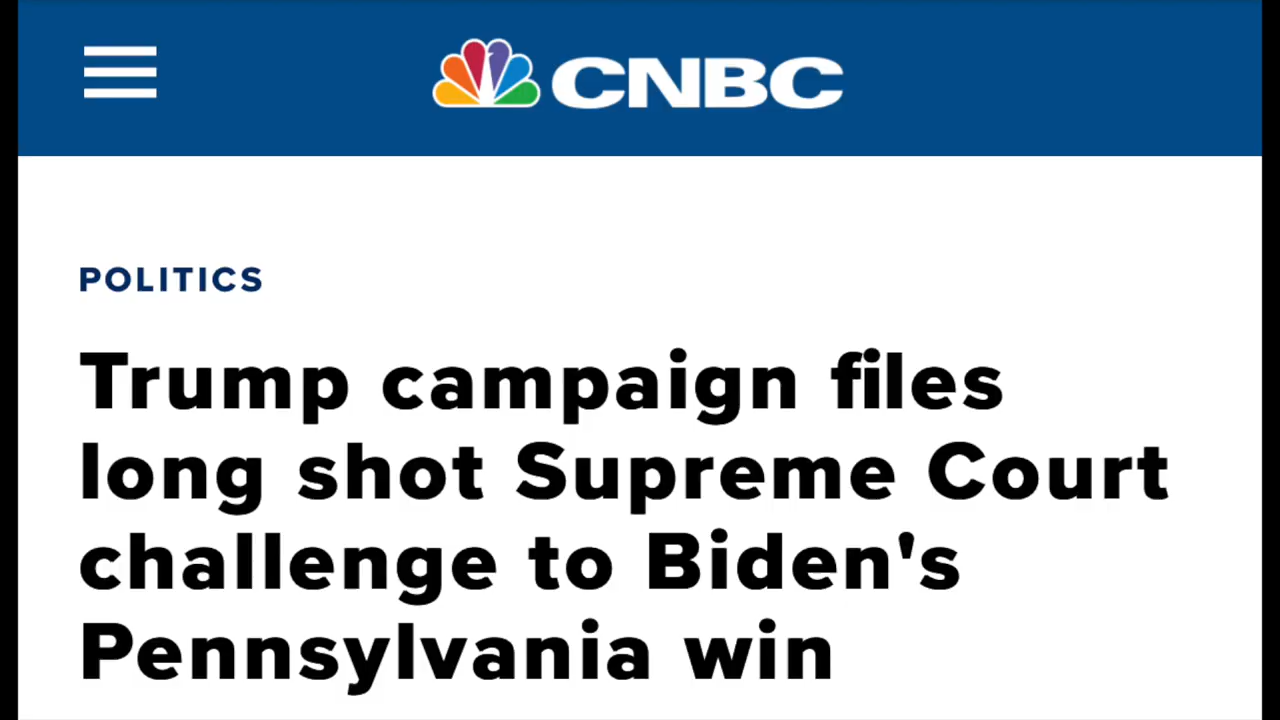 CNBC
POLITICS
Trump campaign files
long shot Supreme Court
challenge to Biden's
Pennsylvania win